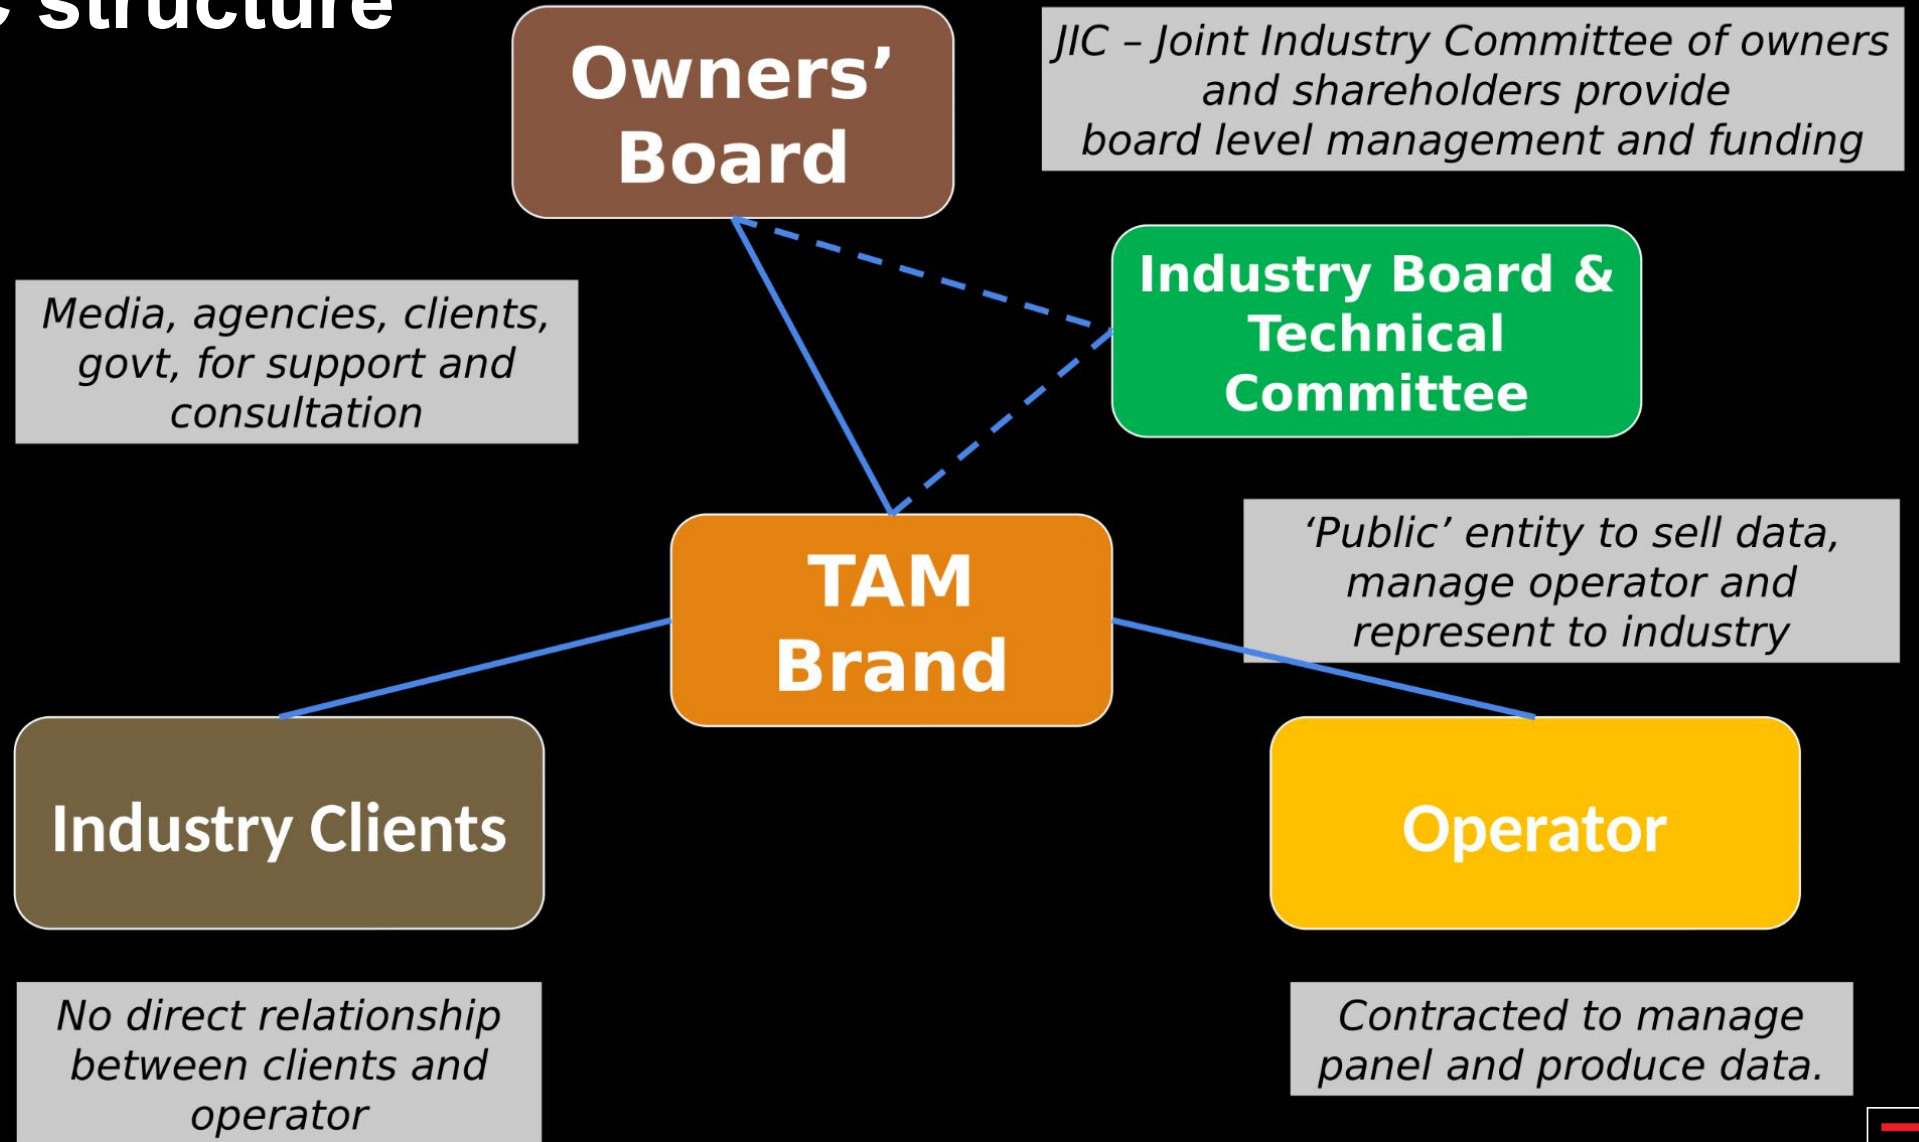 structure
Owners’
Board
JIC – Joint Industry Committee of owners
and shareholders provide
board level management and funding
Industry Board &
Technical
Committee
Media, agencies, clients,
govt, for support and
consultation
TAM
Brand
‘Public’ entity to sell data,
manage operator and
represent to industry
Industry Clients
Operator
No direct relationship
between clients and
operator
Contracted to manage
panel and produce data.